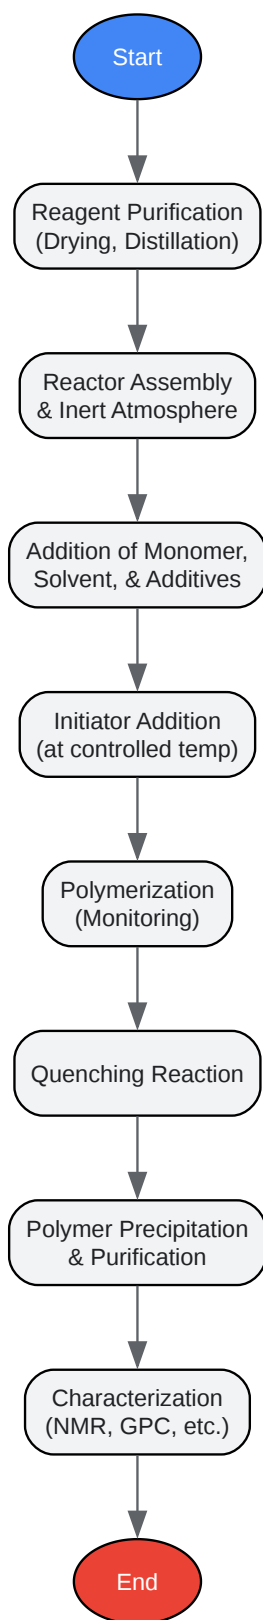 Start
Reagent Purification
(Drying, Distillation)
Reactor Assembly
& Inert Atmosphere
Addition of Monomer,
Solvent, & Additives
Initiator Addition
(at controlled temp)
Polymerization
(Monitoring)
Quenching Reaction
Polymer Precipitation
& Purification
Characterization
(NMR, GPC, etc.)
End